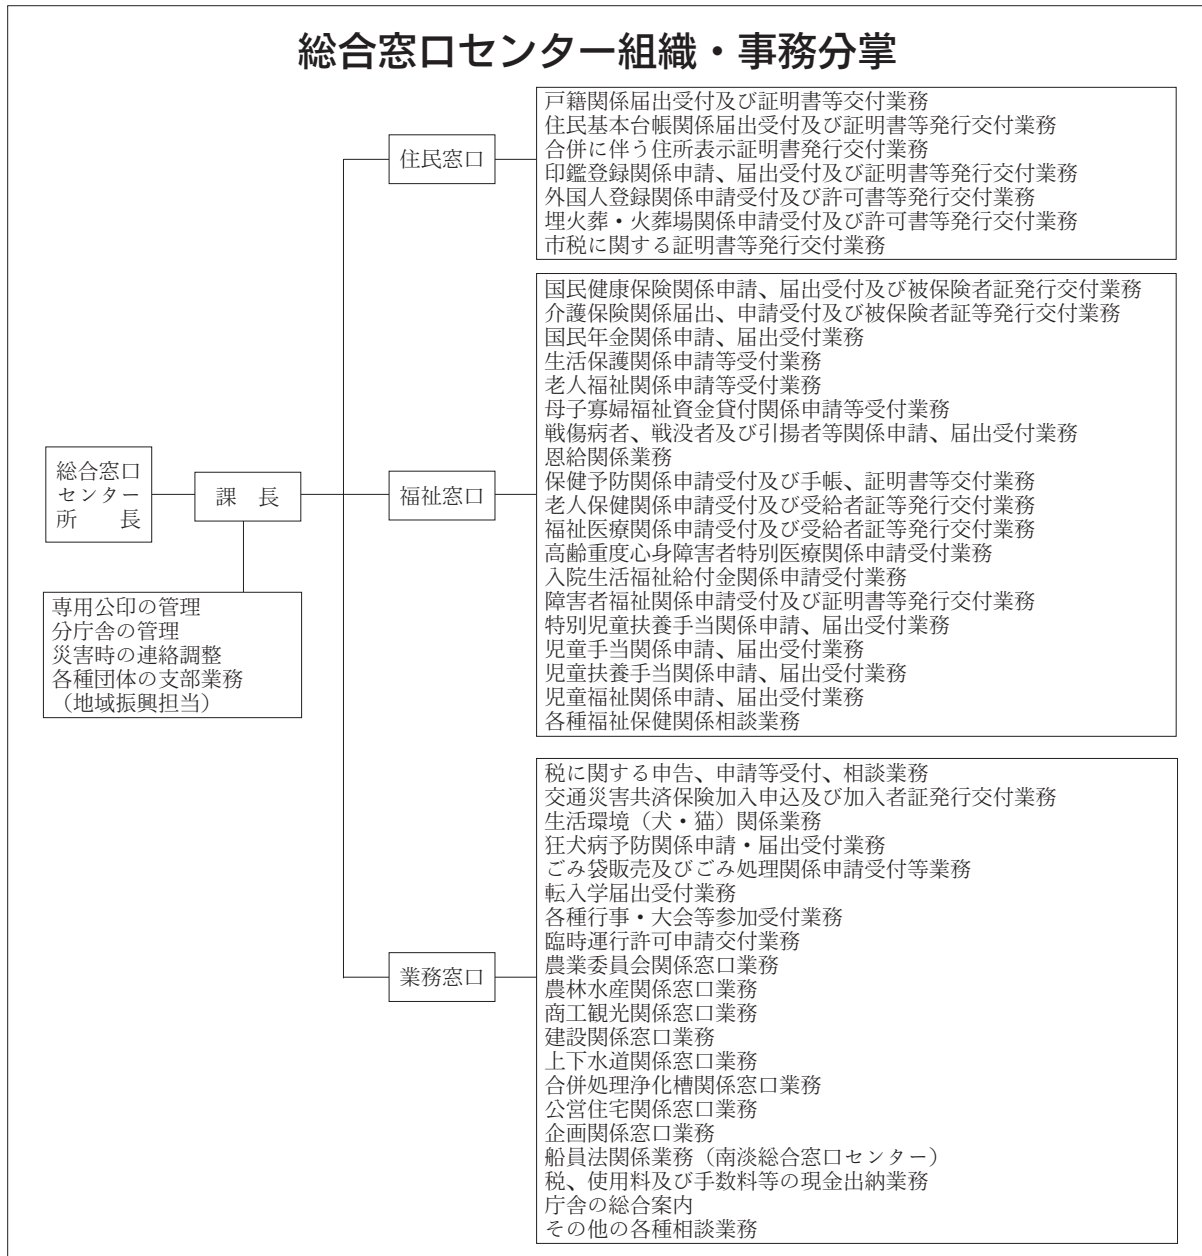 総合窓口センター組織・事務分掌
総合窓口
センター
所　　長
課　長
専用公印の管理
分庁舎の管理
災害時の連絡調整
各種団体の支部業務
（地域振興担当）
住民窓口
戸籍関係届出受付及び証明書等交付業務
住民基本台帳関係届出受付及び証明書等発行交付業務
合併に伴う住所表示証明書発行交付業務
印鑑登録関係申請、届出受付及び証明書等発行交付業務
外国人登録関係申請受付及び許可書等発行交付業務
埋火葬・火葬場関係申請受付及び許可書等発行交付業務
市税に関する証明書等発行交付業務
福祉窓口
国民健康保険関係申請、届出受付及び被保険者証発行交付業務
介護保険関係届出、申請受付及び被保険者証等発行交付業務
国民年金関係申請、届出受付業務
生活保護関係申請等受付業務
老人福祉関係申請等受付業務
母子寡婦福祉資金貸付関係申請等受付業務
戦傷病者、戦没者及び引揚者等関係申請、届出受付業務
恩給関係業務
保健予防関係申請受付及び手帳、証明書等交付業務
老人保健関係申請受付及び受給者証等発行交付業務
福祉医療関係申請受付及び受給者証等発行交付業務
高齢重度心身障害者特別医療関係申請受付業務
入院生活福祉給付金関係申請受付業務
障害者福祉関係申請受付及び証明書等発行交付業務
特別児童扶養手当関係申請、届出受付業務
児童手当関係申請、届出受付業務
児童扶養手当関係申請、届出受付業務
児童福祉関係申請、届出受付業務
各種福祉保健関係相談業務
業務窓口
税に関する申告、申請等受付、相談業務
交通災害共済保険加入申込及び加入者証発行交付業務
生活環境（犬・猫）関係業務
狂犬病予防関係申請・届出受付業務
ごみ袋販売及びごみ処理関係申請受付等業務
転入学届出受付業務
各種行事・大会等参加受付業務
臨時運行許可申請交付業務
農業委員会関係窓口業務
農林水産関係窓口業務
商工観光関係窓口業務
建設関係窓口業務
上下水道関係窓口業務
合併処理浄化槽関係窓口業務
公営住宅関係窓口業務
企画関係窓口業務
船員法関係業務（南淡総合窓口センター）
税、使用料及び手数料等の現金出納業務
庁舎の総合案内
その他の各種相談業務